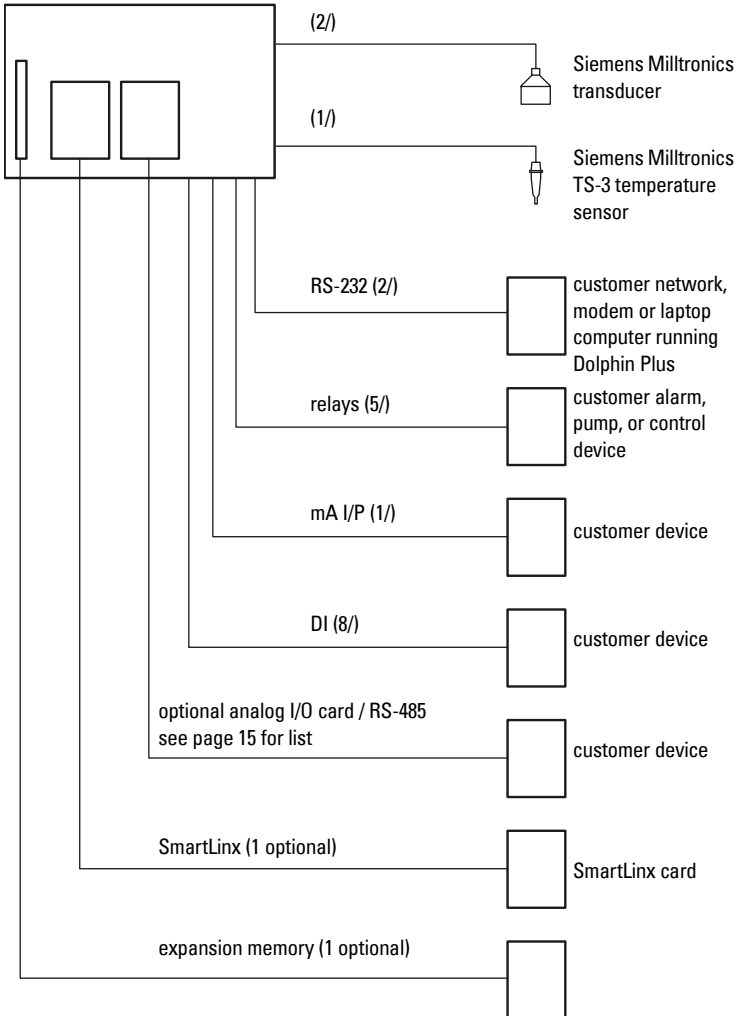 (2/)
Siemens Milltronics
transducer
(1/)
Siemens Milltronics
TS-3 temperature
sensor
RS-232 (2/)
customer network,
modem or laptop
computer running
Dolphin Plus
relays (5/)
customer alarm,
pump, or control
device
mA I/P (1/)
customer device
DI (8/)
customer device
optional analog I/O card / RS-485
see page 15 for list
customer device
SmartLinx (1 optional)
SmartLinx card
expansion memory (1 optional)